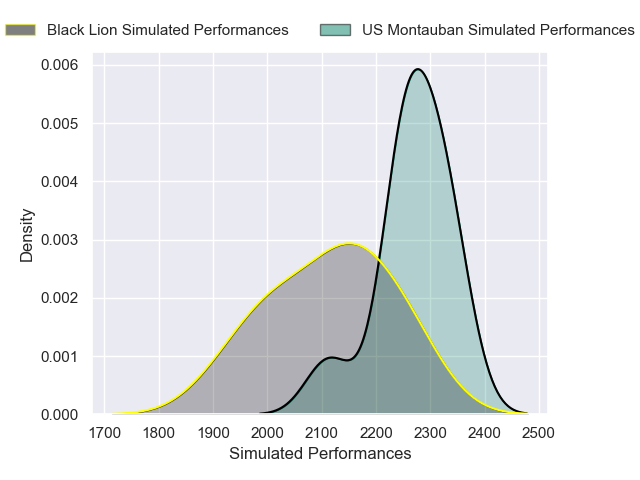 Black Lion Simulated Performances
US Montauban Simulated Performances
0.006
0.005
0.004
0.003
0.002
0.001
0.000
Density
1700 1800 1900 2000 2100 2200 2300 2400 2500
Simulated Performances